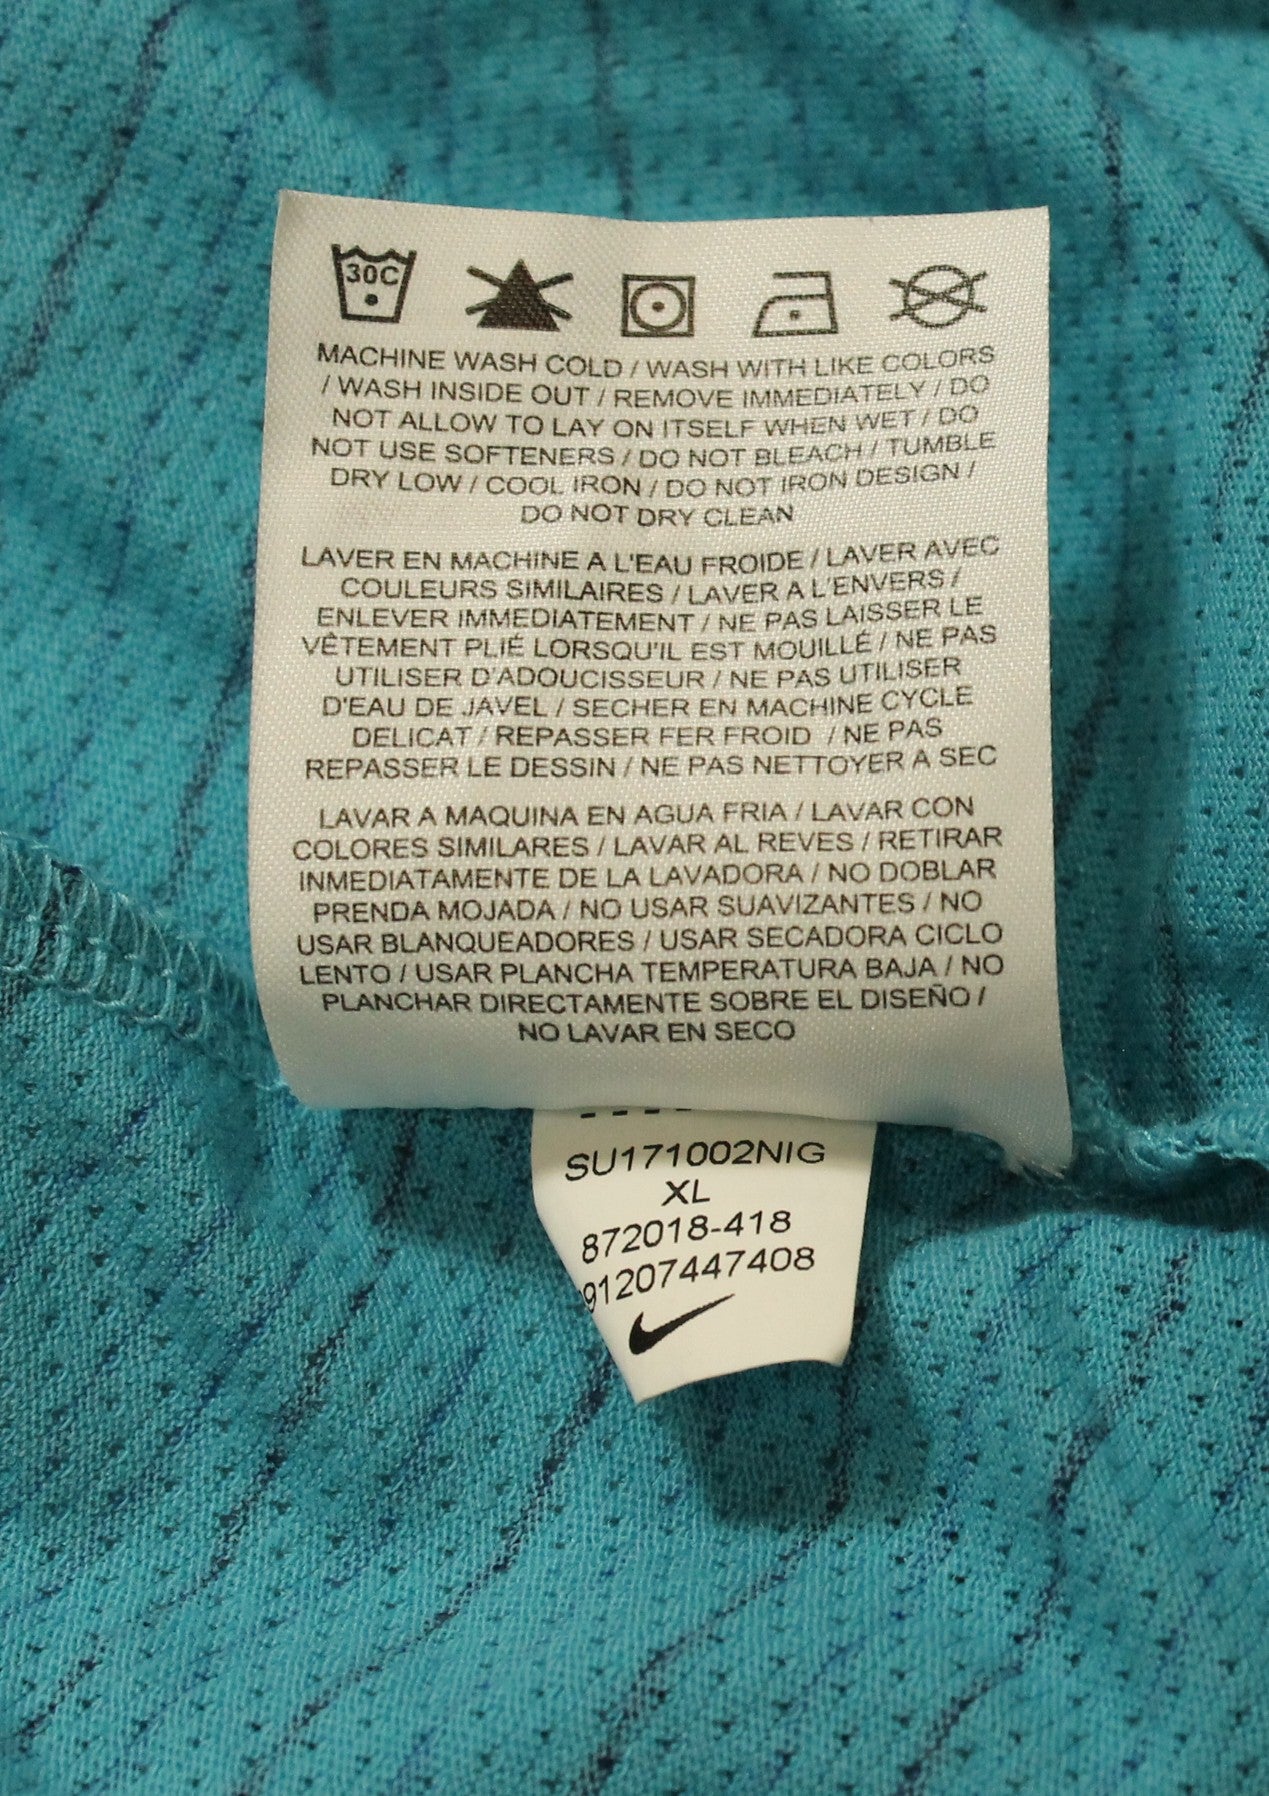 30C
MACHINE WASH COLD / WASH WITH LIKE COLORS
/ WASH INSIDE OUT / REMOVE IMMEDIATELY / DO
NOT ALLOW TO LAY ON ITSELF WHEN WET / DO
NOT USE SOFTENERS / DO NOT BLEACH / TUMBLE
DRY LOW / COOL IRON / DO NOT IRON DESIGN /
DO NOT DRY CLEAN
LAVER EN MACHINE A L'EAU FROIDE / LAVER AVEC
COULEURS SIMILAIRES / LAVER A L'ENVERS /
ENLEVER IMMEDIATEMENT / NE PAS LAISSER LE
VÊTEMENT PLIÉ LORSQU'IL EST MOUILLÉ / NE PAS
UTILISER D'ADOUCISSEUR / NE PAS UTILISER
D'EAU DE JAVEL / SECHER EN MACHINE CYCLE
DELICAT / REPASSER FER FROID / NE PAS
REPASSER LE DESSIN / NE PAS NETTOYER A SEC
LAVAR A MAQUINA EN AGUA FRIA / LAVAR CON
COLORES SIMILARES / LAVAR AL REVES / RETIRAR
INMEDIATAMENTE DE LA LAVADORA / NO DOBLAR
PRENDA MOJADA / NO USAR SUAVIZANTES / NO
USAR BLANQUEADORES / USAR SECADORA CICLO
LENTO / USAR PLANCHA TEMPERATURA BAJA / NO
PLANCHAR DIRECTAMENTE SOBRE EL DISEÑO /
NO LAVAR EN SECO
SU171002NIG
XL
872018-418
91207447408